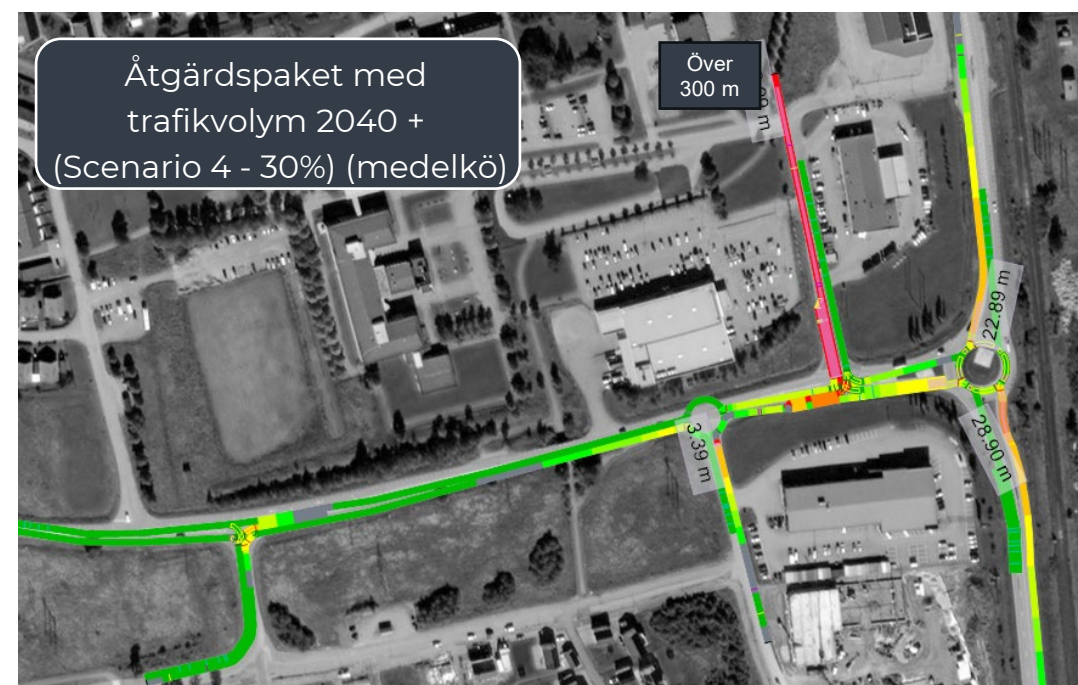 Åtgärdspaket med
trafikvolym 2040 +
(Scenario 4 - 30%) (medelkö)
Över
300 m
22.89 m
3.39 m
28.90 m